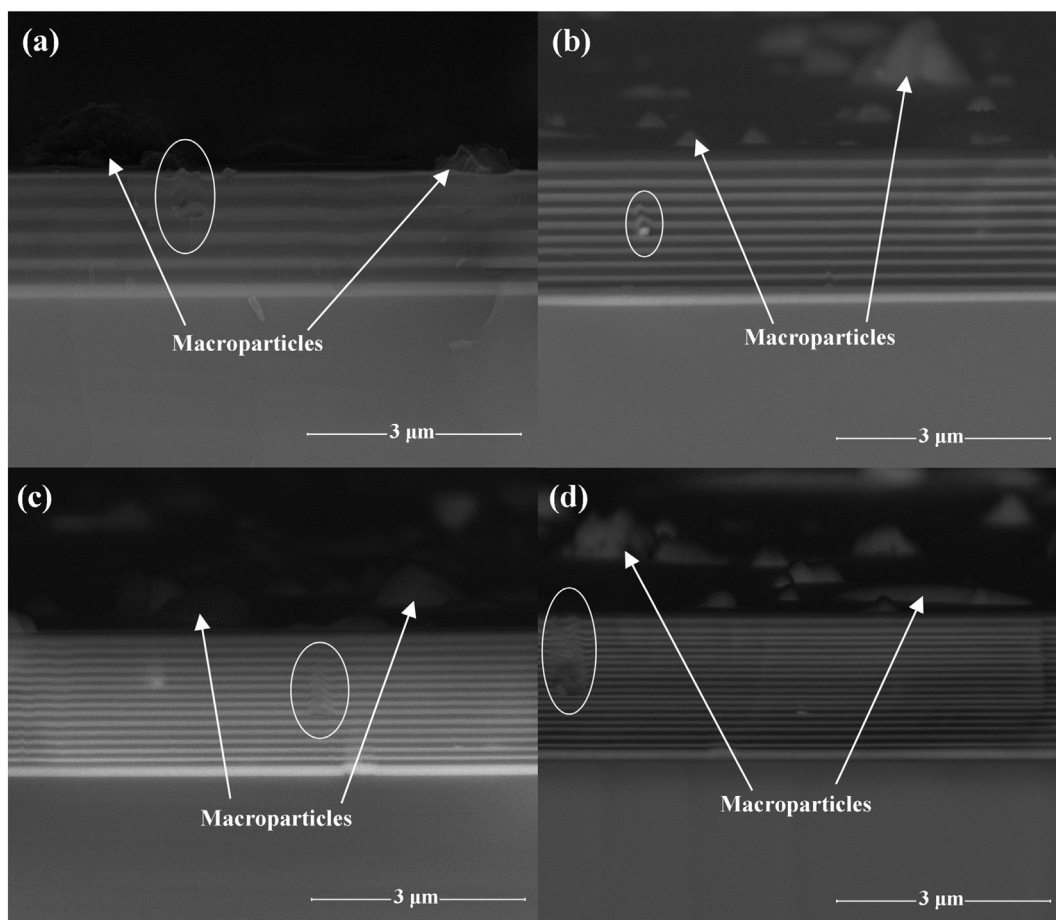 (a)
Macroparticles
3 μm
(b)
Macroparticles
3 μm
(c)
Macroparticles
3 μm
(d)
Macroparticles
3 μm